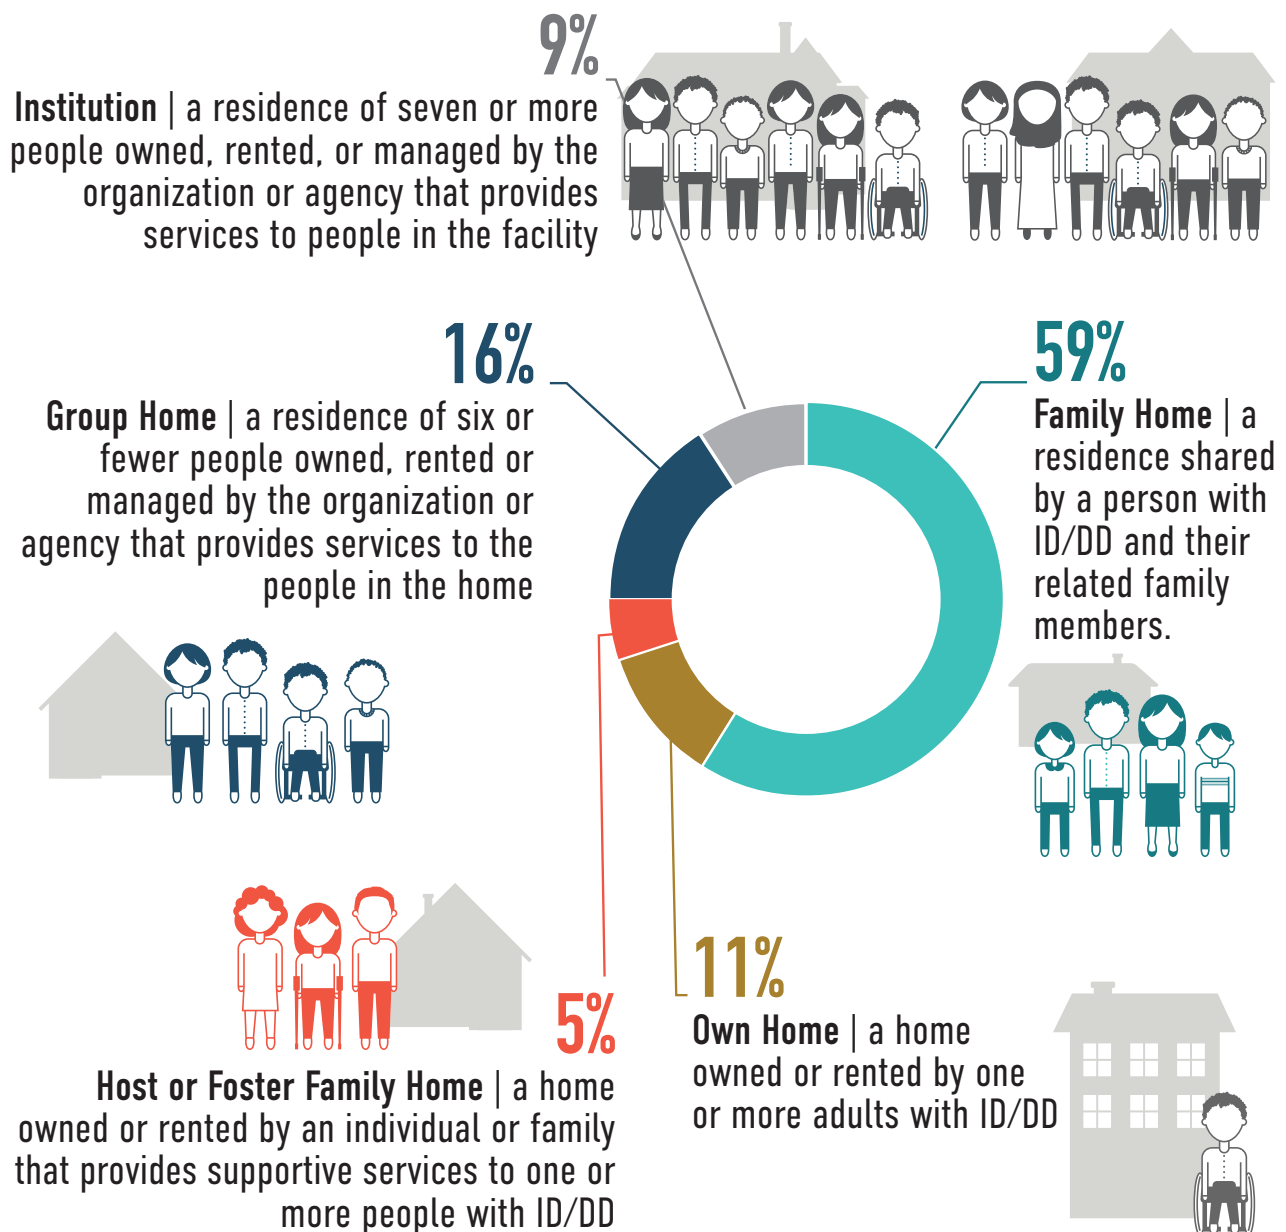 9%
Institution | a residence of seven or more
people owned, rented, or managed by the
organization or agency that provides
services to people in the facility
16%
Group Home | a residence of six or
fewer people owned, rented or
managed by the organization or
agency that provides services to the
people in the home
59%
Family Home | a
residence shared
by a person with
ID/DD and their
related family
members.
5%
Host or Foster Family Home | a home
owned or rented by an individual or family
that provides supportive services to one or
more people with ID/DD
11%
Own Home | a home
owned or rented by one
or more adults with ID/DD